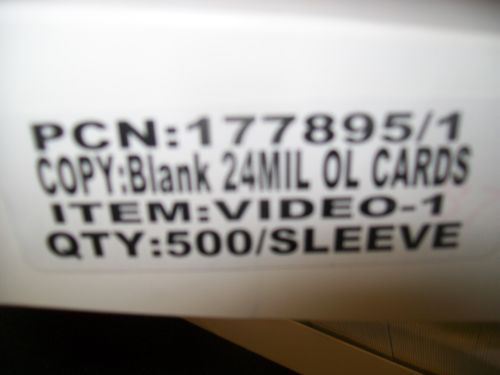 PCN:177895/1
COPY:Blank 24MIL OL CARDS
ITEM:VIDEO-1
QTY:500/SLEEVE